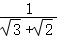 1
√3 + √2